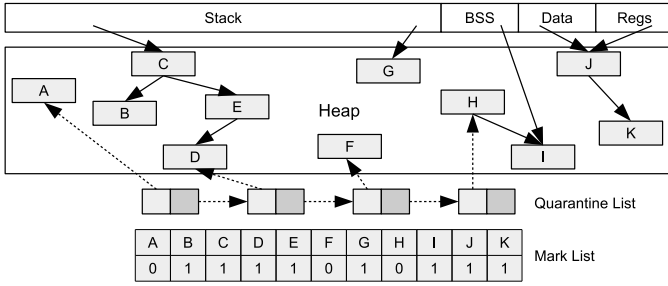 Stack BSS Data Regs
C
J
G
A
H
B
E
Heap
K
F
D
I
Quarantine List
A B C D E F G H I J K
Mark List
0 1 1 1 1 0 1 0 1 1 1